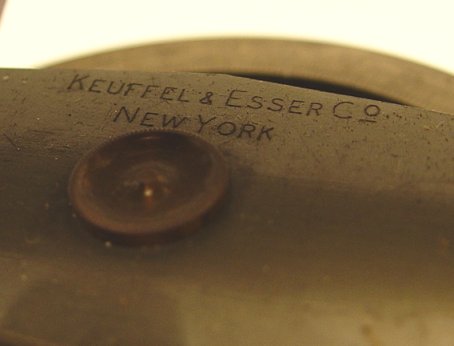 KEUFFEL & ESSER Co.
NEW YORK